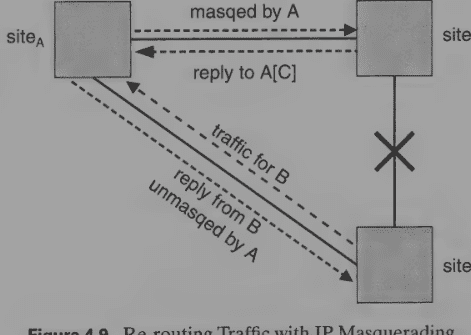 masqed by A
siteA
site
reply to A[C]
traffic for B
reply from B
unmasqed by A
site
Figure 4.9 Re-routing Traffic with IP Masquerading